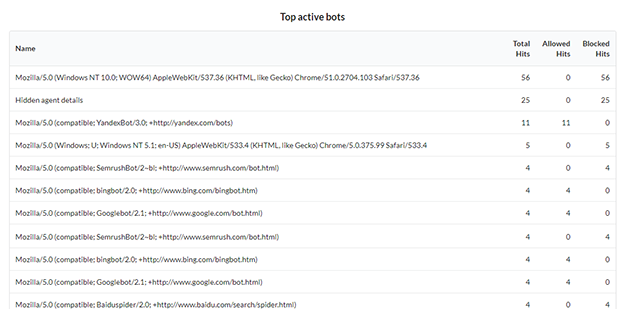 Top active bots
Name Total Hits Allowed Hits Blocked Hits
Mozilla/5.0 (Windows NT 10.0; WOW64) AppleWebKit/537.36 (KHTML, like Gecko) Chrome/51.0.2704.103 Safari/537.36 56 0 56
Hidden agent details 25 0 25
Mozilla/5.0 (compatible; YandexBot/3.0; +http://yandex.com/bots) 11 11 0
Mozilla/5.0 (Windows; U; Windows NT 5.1; en-US) AppleWebKit/533.4 (KHTML, like Gecko) Chrome/5.0.375.99 Safari/533.4 5 0 5
Mozilla/5.0 (compatible; SemrushBot/2~bl; +http://www.semrush.com/bot.html) 4 0 4
Mozilla/5.0 (compatible; bingbot/2.0; +http://www.bing.com/bingbot.htm) 4 4 0
Mozilla/5.0 (compatible; Googlebot/2.1; +http://www.google.com/bot.html) 4 4 0
Mozilla/5.0 (compatible; SemrushBot/2~bl; +http://www.semrush.com/bot.html) 4 0 4
Mozilla/5.0 (compatible; bingbot/2.0; +http://www.bing.com/bingbot.htm) 4 4 0
Mozilla/5.0 (compatible; Googlebot/2.1; +http://www.google.com/bot.html) 4 4 0
Mozilla/5.0 (compatible; Baiduspider/2.0; +http://www.baidu.com/search/spider.html) 4 0 4